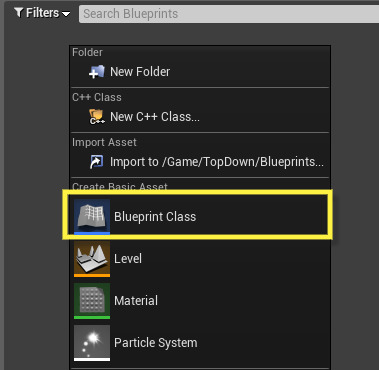 Filters
Search Blueprints
Folder
New Folder
C++ Class
New C++ Class...
Import Asset
Import to /Game/TopDown/Blueprints...
Create Basic Asset
Blueprint Class
Level
Material
Particle System